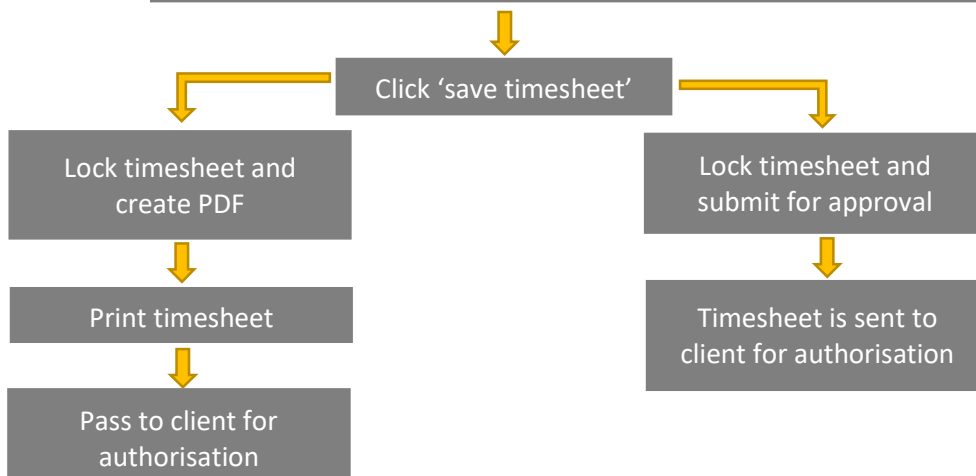 Click ‘save timesheet’
Lock timesheet and
create PDF
Print timesheet
Pass to client for
authorisation
Lock timesheet and
submit for approval
Timesheet is sent to
client for authorisation